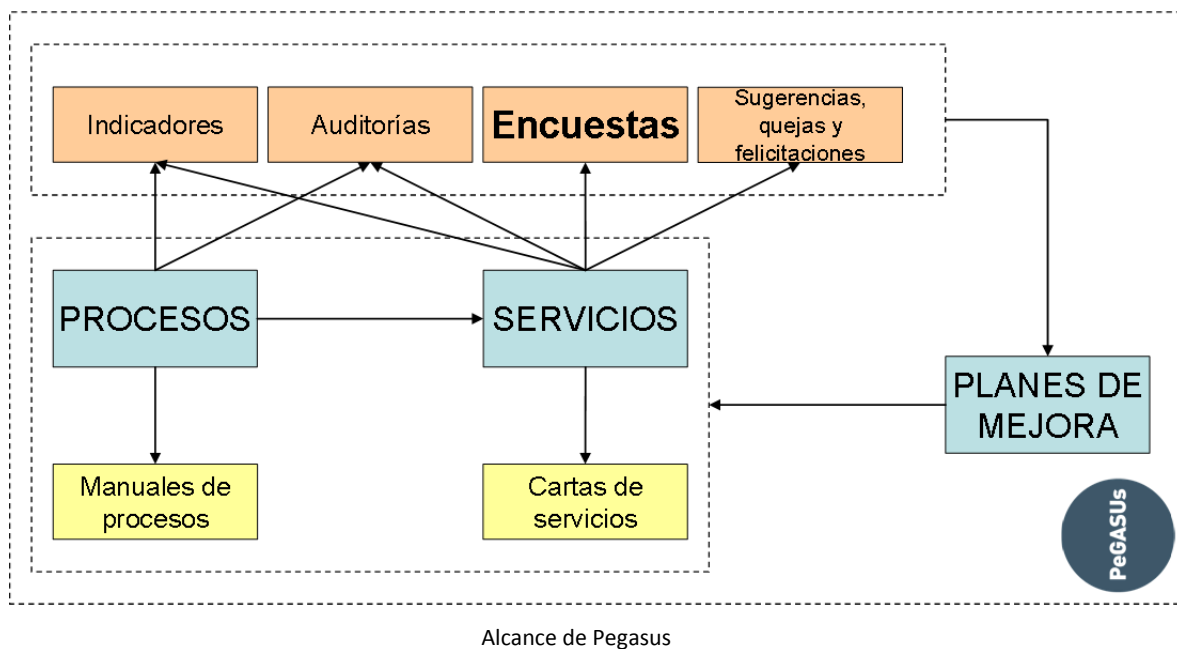 Indicadores
Auditorías
Encuestas
Sugerencias,
quejas y
felicitaciones
PROCESOS
SERVICIOS
PLANES DE
MEJORA
Manuales de
procesos
Cartas de
servicios
PeGASUs
Alcance de Pegasus